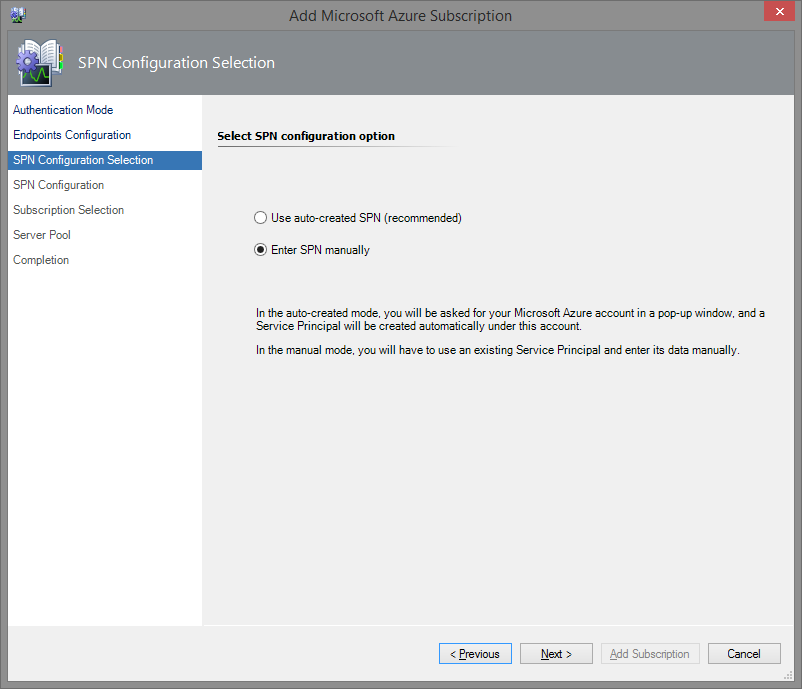 Add Microsoft Azure Subscription
SPN Configuration Selection
Authentication Mode
Endpoints Configuration
SPN Configuration Selection
SPN Configuration
Subscription Selection
Server Pool
Completion
Select SPN configuration option
Use auto-created SPN (recommended)
Enter SPN manually
In the auto-created mode, you will be asked for your Microsoft Azure account in a pop-up window, and a
Service Principal will be created automatically under this account.
In the manual mode, you will have to use an existing Service Principal and enter its data manually.
< Previous
Next >
Add Subscription
Cancel